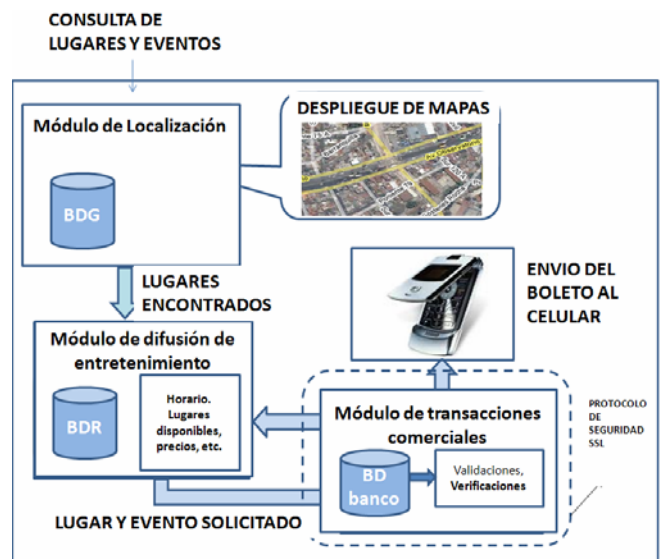 CONSULTA DE
LUGARES Y EVENTOS
Módulo de Localización
BDG
DESPLIEGUE DE MAPAS
LUGARES
ENCONTRADOS
ENVIO DEL
BOLETO AL
CELULAR
Módulo de difusión de
entretenimiento
BDR
Horario.
Lugares
disponibles,
precios, etc.
Módulo de transacciones
comerciales
BD
banco
Validaciones,
Verificaciones
PROTOCOLO
DE
SEGURIDAD
SSL
LUGAR Y EVENTO SOLICITADO